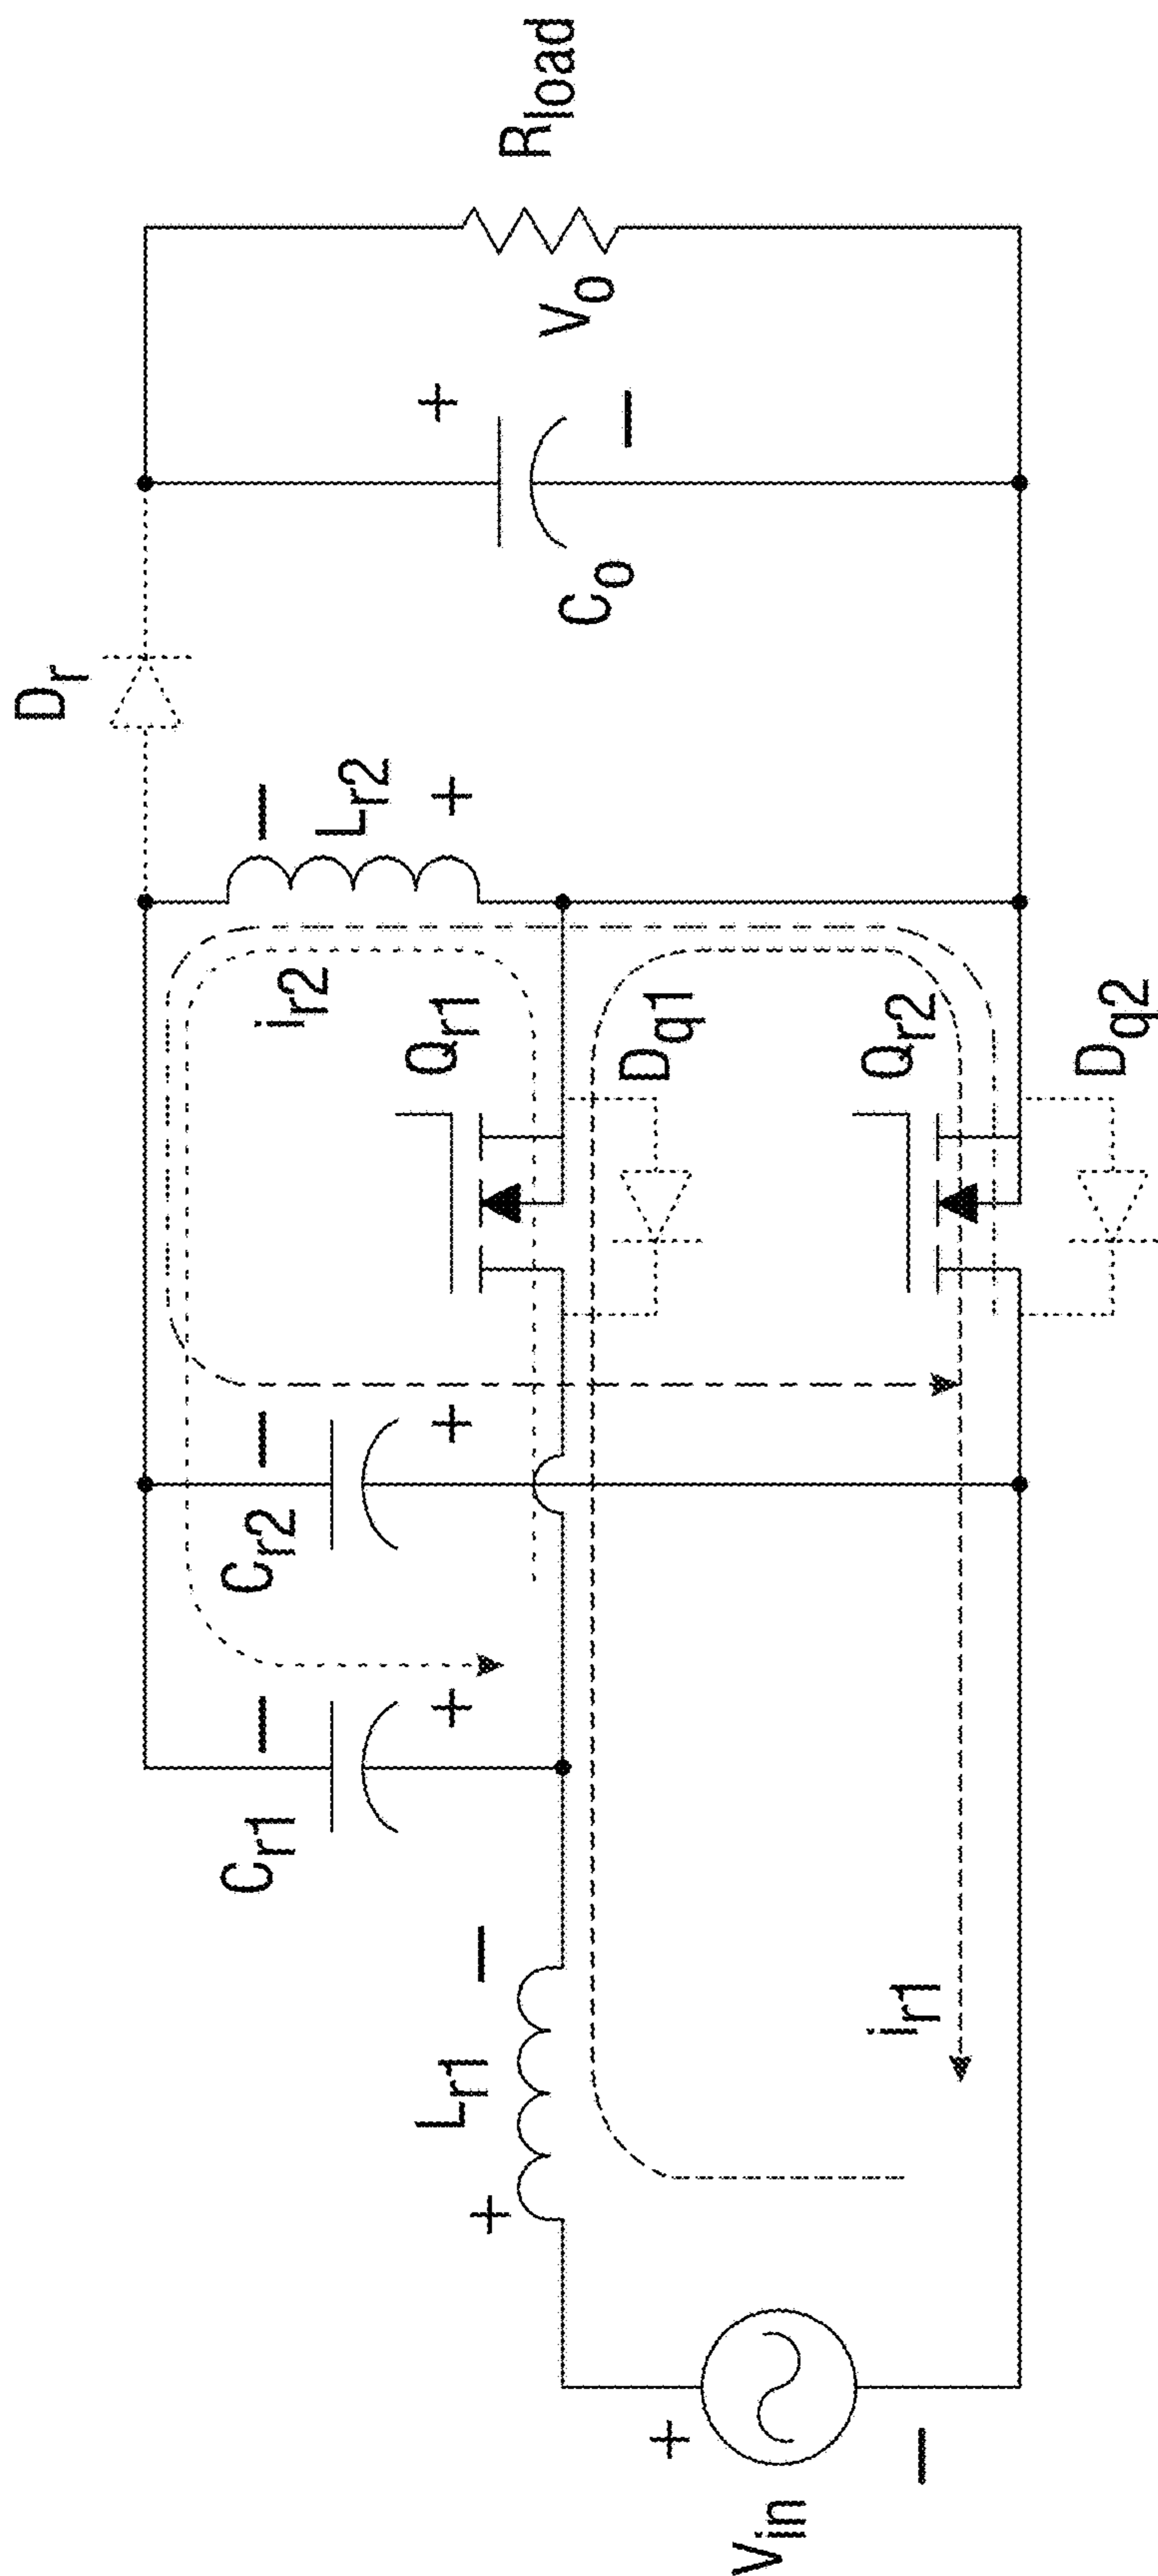 Vin
+
−
+
Lr1
−
ir1
Cr1
−
+
Cr2
−
+
ir2
Qr1
Dq1
Qr2
Dq2
−
Lr2
+
Dr
Co
+
−
Vo
Rload